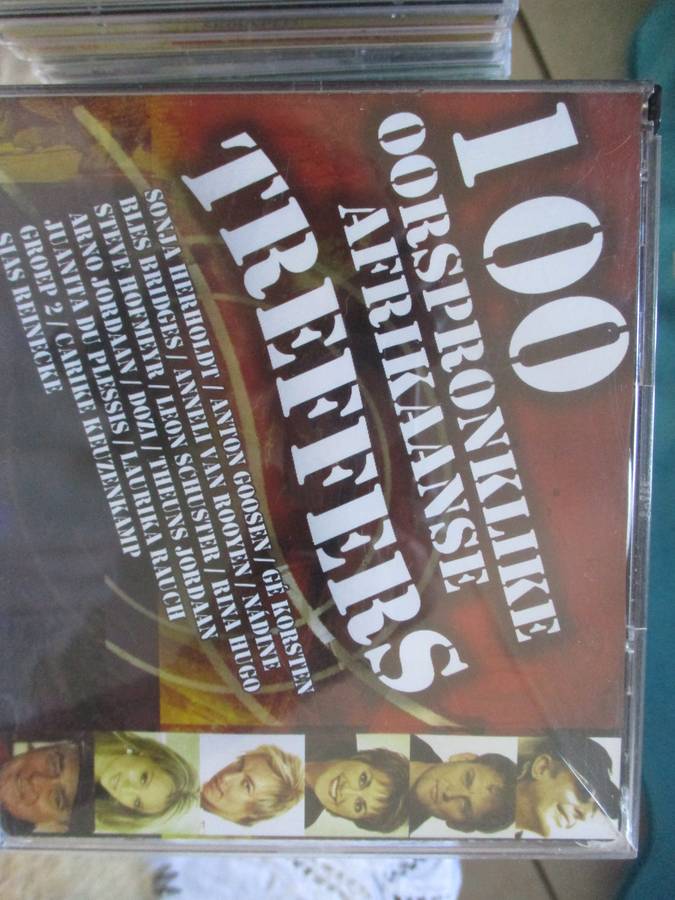 100
OORSPRONKLIKE
AFRIKAANSE
TREFFERS
SONJA HERHOLDT / ANTON GOOSEN / GÉ KORSTEN
BLES BRIDGES / ANNELI VAN ROOYEN / NADINE
STEVE HOFMEYR / LEON SCHUSTER / RINA HUGO
ARNO JORDAAN / DOZI / THEUNS JORDAAN
JUANITA DU PLESSIS / LAURIKA RAUCH
GROEP 2 / CARIKE KEUZENKAMP
SIAS REINECKE